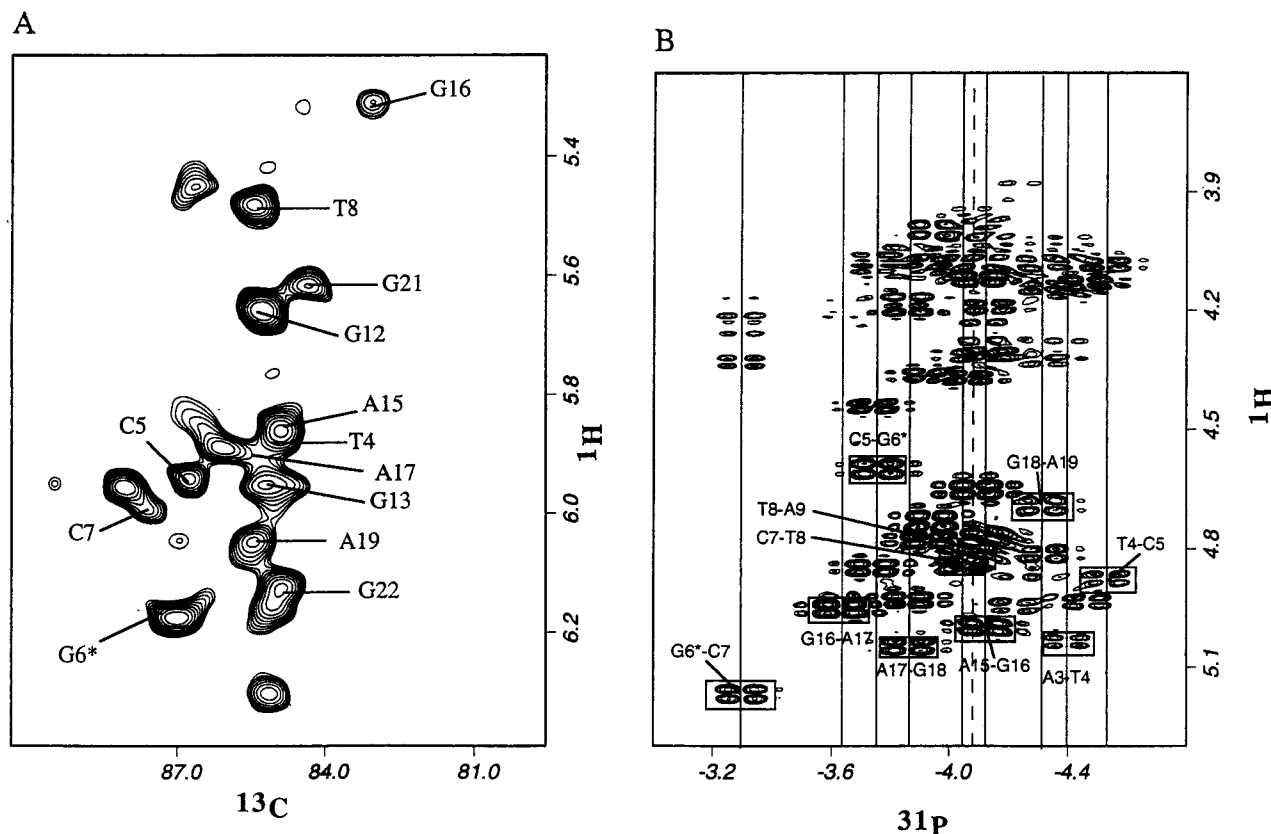 A
B
G16
T8
G21
G12
A15
C5
T4
A17
G13
C7
A19
G22
G6*
5.4
5.6
5.8
6.0
6.2
1H
87.0
84.0
81.0
13C
C5-G6*
G18-A19
T8-A9
C7-T8
T4-C5
G16-A17
G6*-C7
A17-G18
A15-G16
A3-T4
3.9
4.2
4.5
4.8
5.1
1H
-3.2
-3.6
-4.0
-4.4
31P